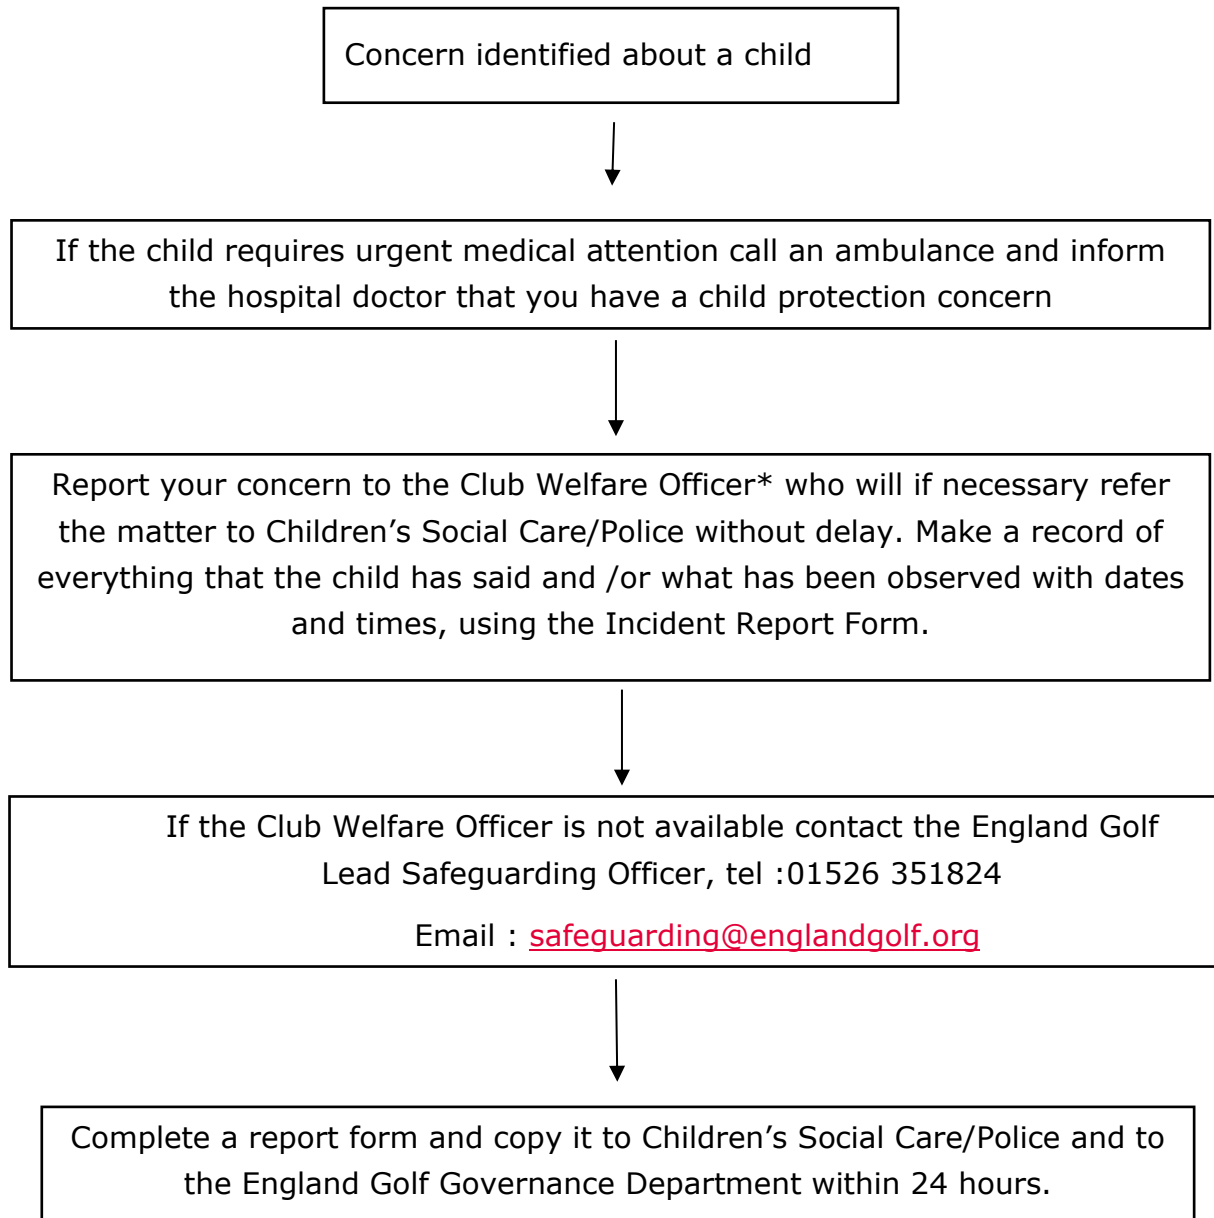 Concern identified about a child
If the child requires urgent medical attention call an ambulance and inform
the hospital doctor that you have a child protection concern
Report your concern to the Club Welfare Officer* who will if necessary refer
the matter to Children’s Social Care/Police without delay. Make a record of
everything that the child has said and /or what has been observed with dates
and times, using the Incident Report Form.
If the Club Welfare Officer is not available contact the England Golf
Lead Safeguarding Officer, tel :01526 351824
Email : safeguarding@englandgolf.org
Complete a report form and copy it to Children’s Social Care/Police and to
the England Golf Governance Department within 24 hours.